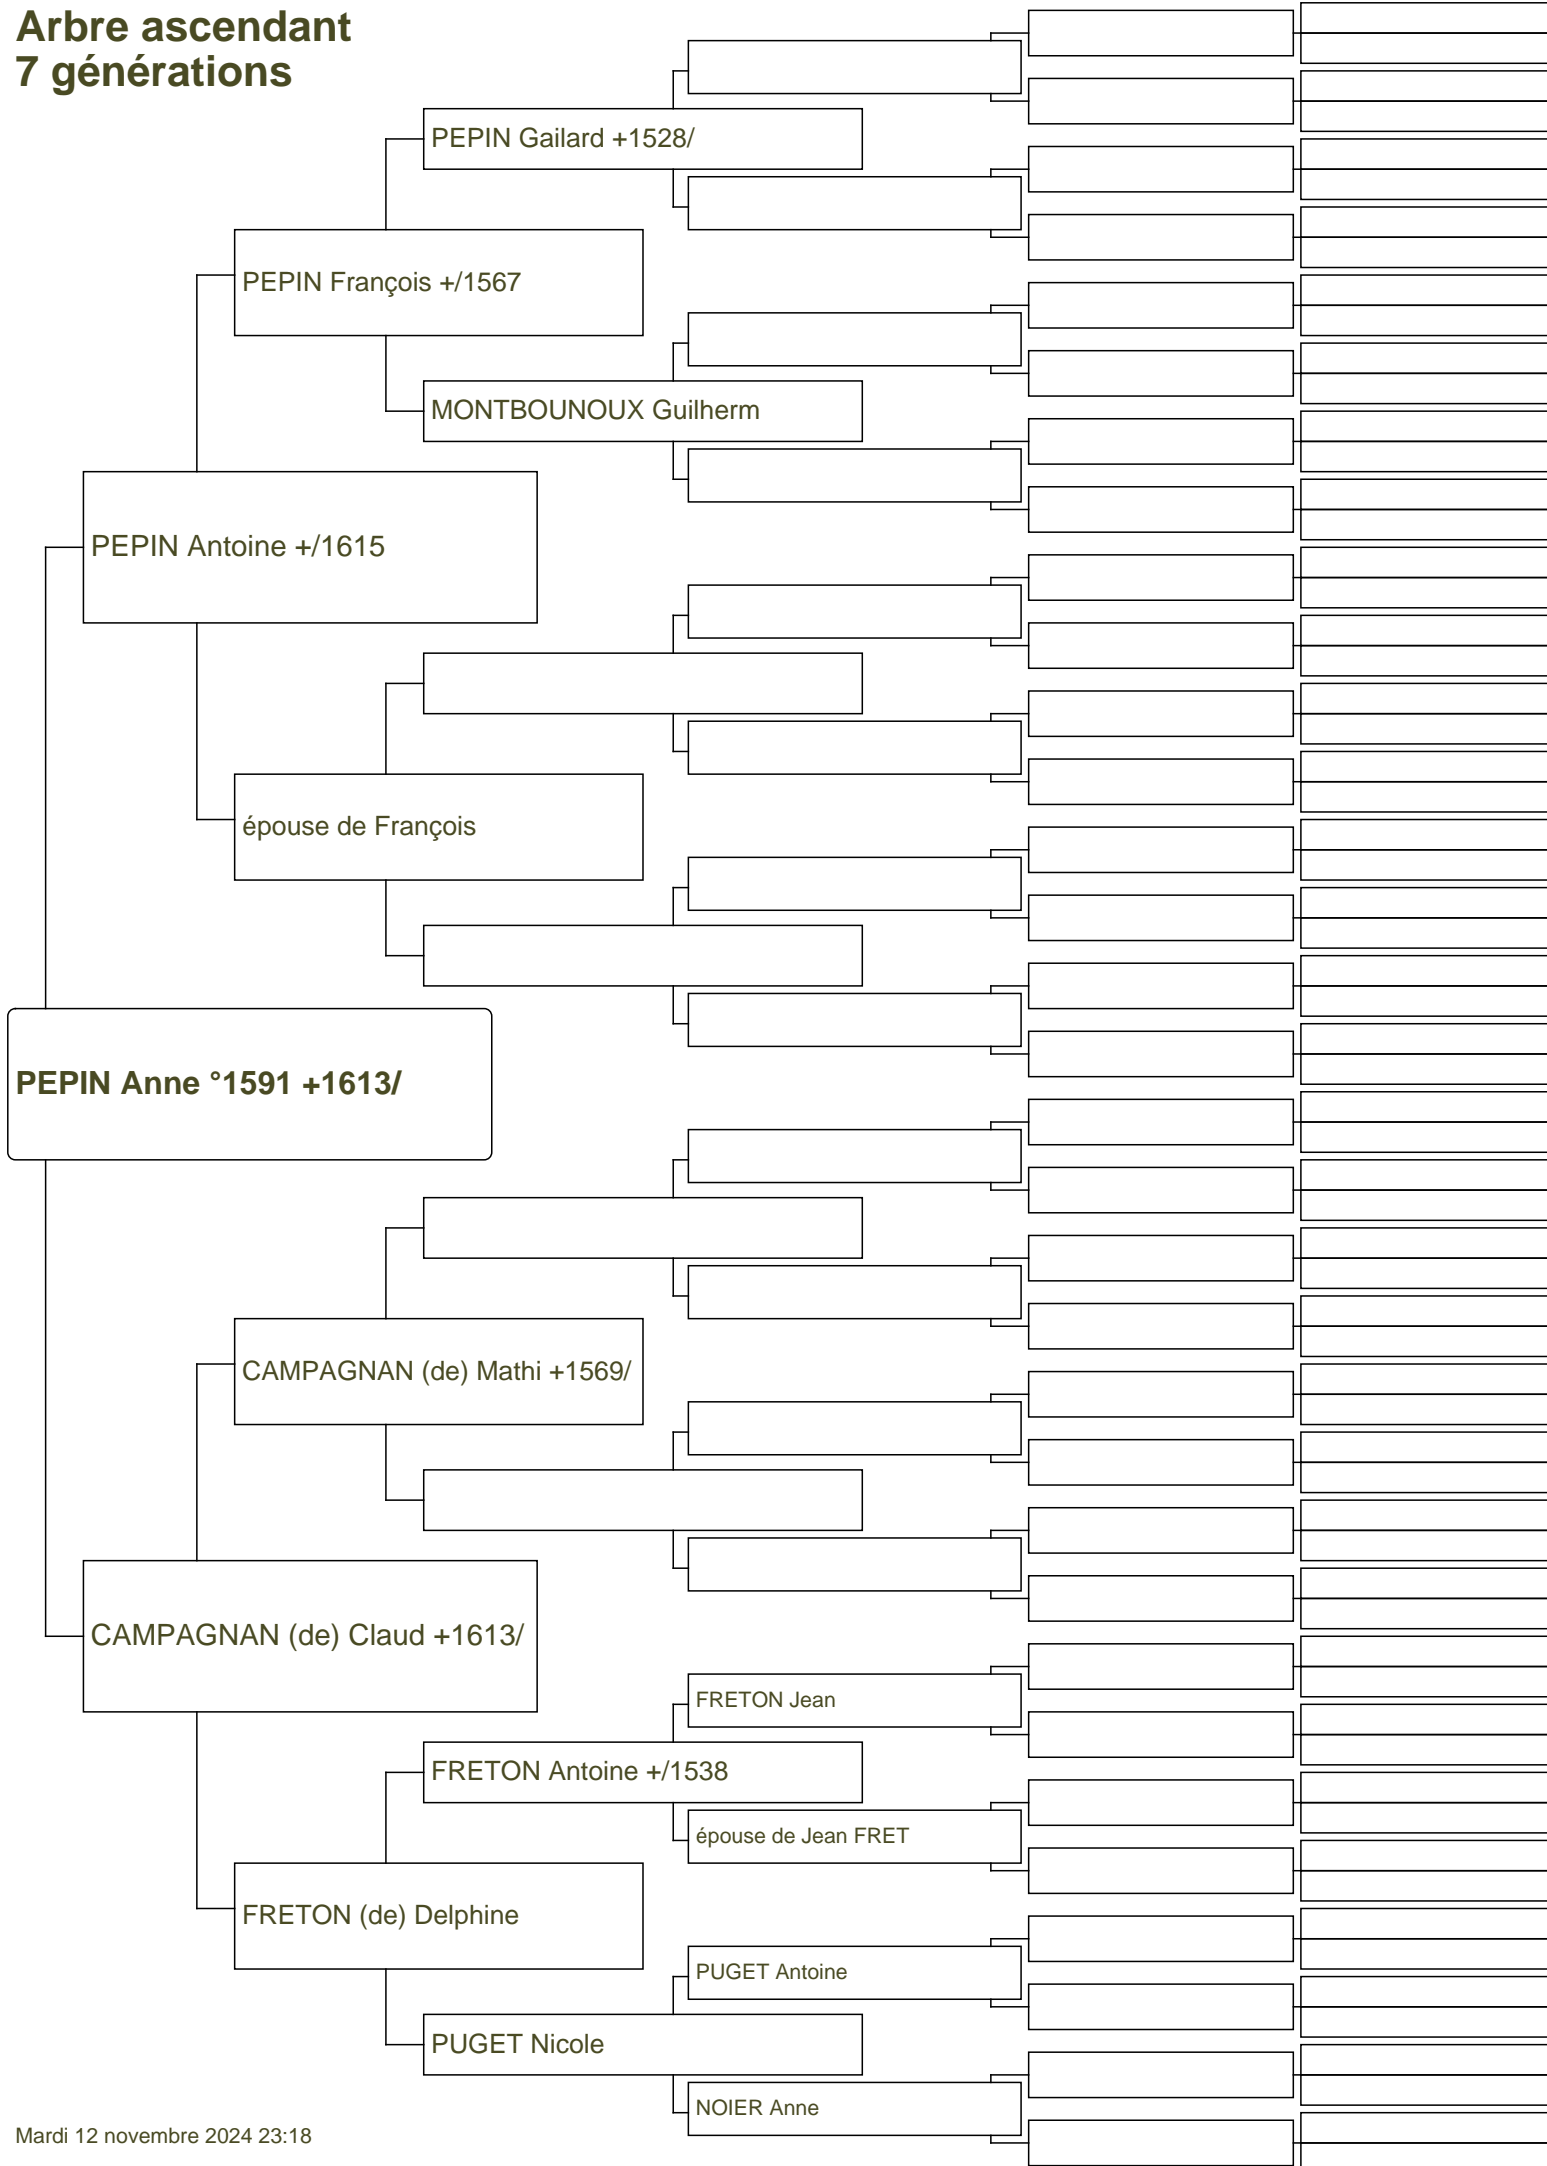 Arbre ascendant
7 générations
PEPIN Gailard +1528/
PEPIN François +/1567
MONTBOUNOUX Guilherm
PEPIN Antoine +/1615
épouse de François
PEPIN Anne °1591 +1613/
CAMPAGNAN (de) Mathi +1569/
CAMPAGNAN (de) Claud +1613/
FRETON Jean
FRETON Antoine +/1538
épouse de Jean FRET
FRETON (de) Delphine
PUGET Antoine
PUGET Nicole
NOIER Anne
Mardi 12 novembre 2024 23:18